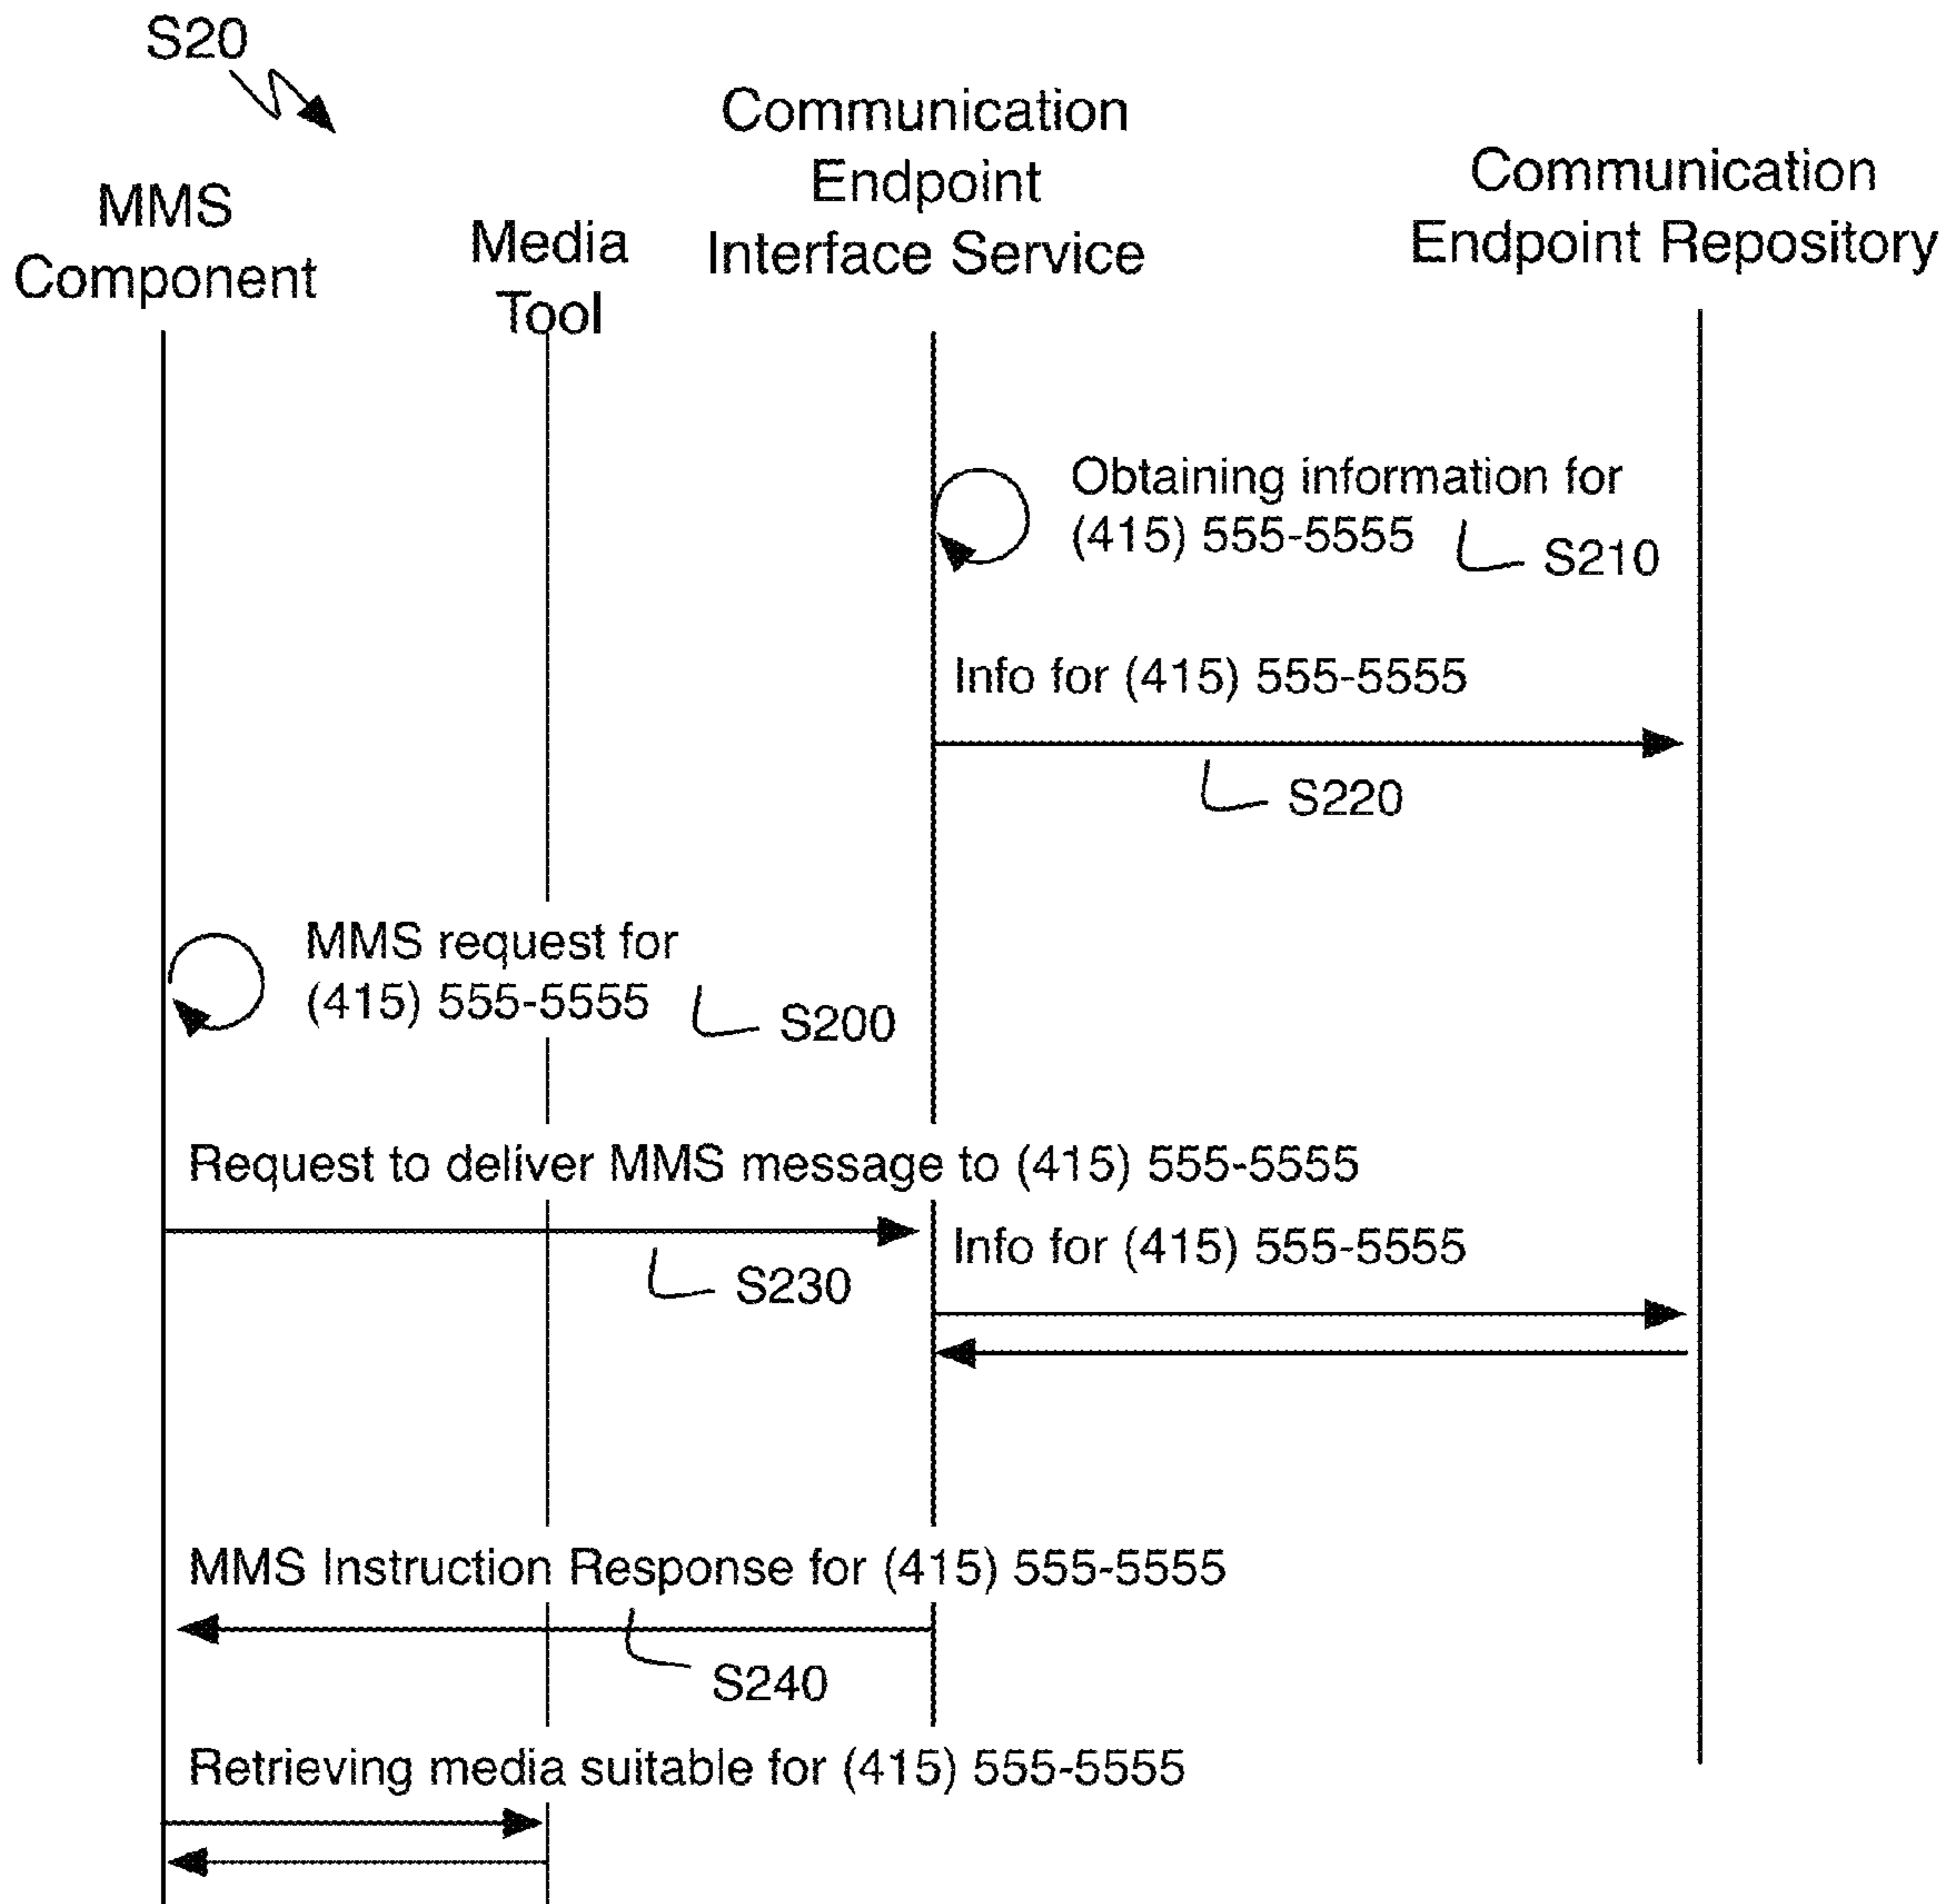 S20
MMS
Component
Media
Tool
Communication
Endpoint
Interface Service
Communication
Endpoint Repository
Obtaining information for
(415) 555-5555
S210
Info for (415) 555-5555
S220
MMS request for
(415) 555-5555
S200
Request to deliver MMS message to (415) 555-5555
Info for (415) 555-5555
S230
MMS Instruction Response for (415) 555-5555
S240
Retrieving media suitable for (415) 555-5555